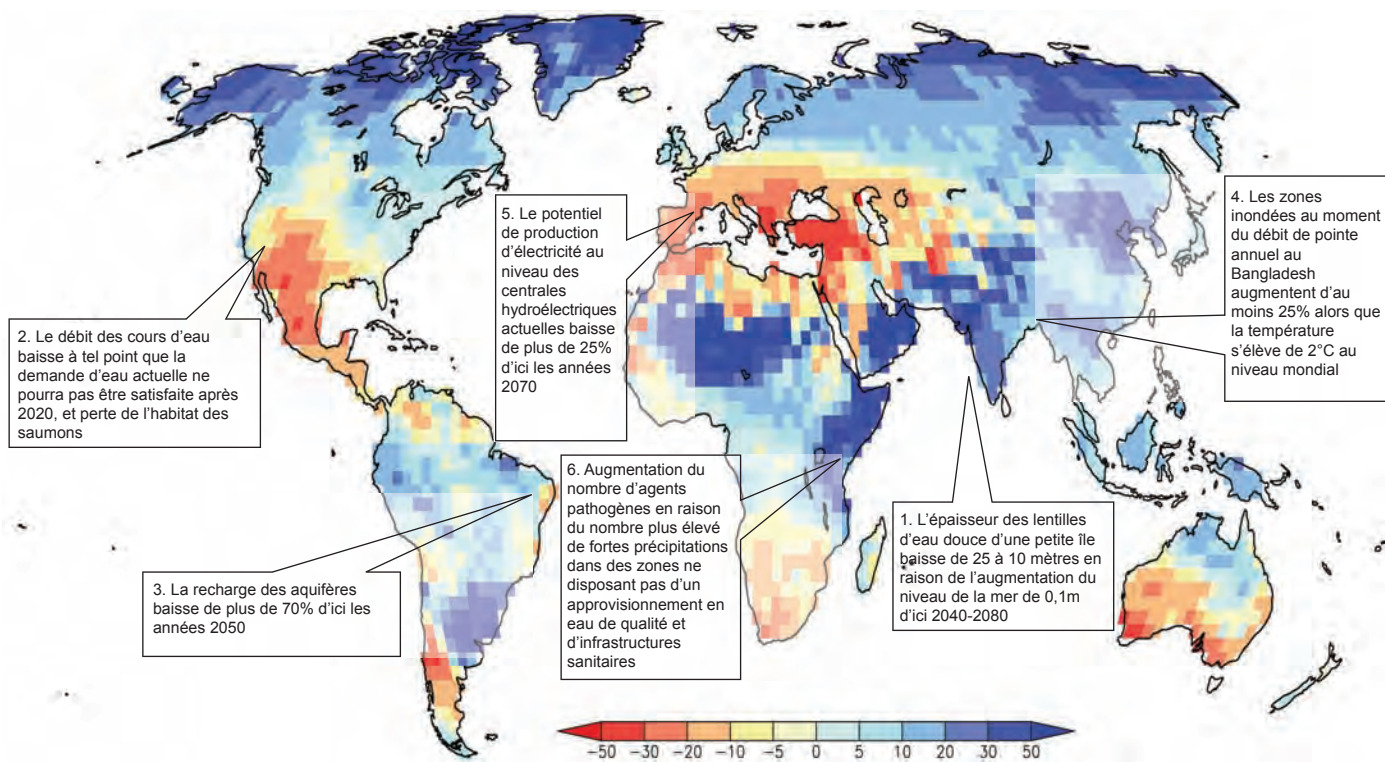 5. Le potentiel
de production
d'électricité au
niveau des
centrales
hydroélectriques
actuelles baisse
de plus de 25%
d'ici les années
2070
4. Les zones
inondées au moment
du débit de pointe
annuel au
Bangladesh
augmentent d'au
moins 25% alors que
la température
s'élève de 2°C au
niveau mondial
2. Le débit des cours d'eau
baisse à tel point que la
demande d'eau actuelle ne
pourra pas être satisfaite après
2020, et perte de l'habitat des
saumons
6. Augmentation du
nombre d'agents
pathogènes en raison
du nombre plus élevé
de fortes précipitations
dans des zones ne
disposant pas d'un
approvisionnement en
eau de qualité et
d'infrastructures
sanitaires
1. L'épaisseur des lentilles
d'eau douce d'une petite île
baisse de 25 à 10 mètres en
raison de l'augmentation du
niveau de la mer de 0,1m
d'ici 2040-2080
3. La recharge des aquifères
baisse de plus de 70% d'ici les
années 2050
−50 −30 −20 −10 −5 0 5 10 20 30 50